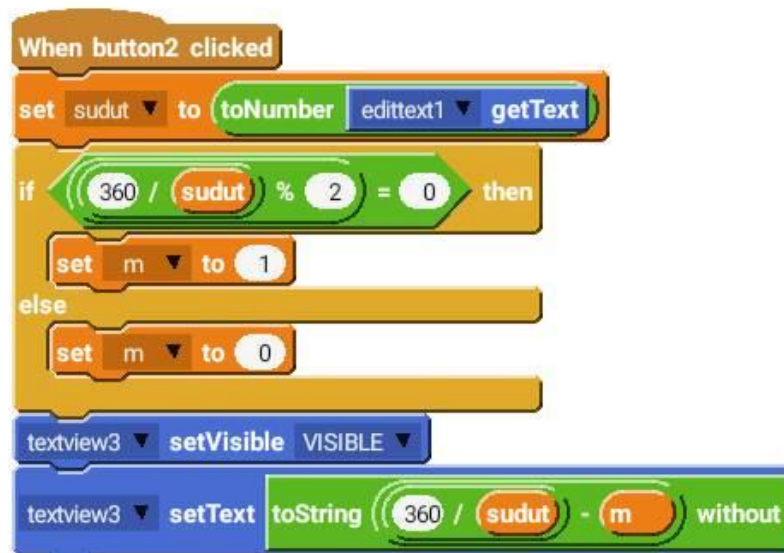 When button2 clicked
set sudut ▼ to toNumber edittext1 ▼ getText
if 360 / sudut % 2 = 0 then
set m ▼ to 1
else
set m ▼ to 0
textview3 ▼ setVisible VISIBLE ▼
textview3 ▼ setText toString 360 / sudut - m without